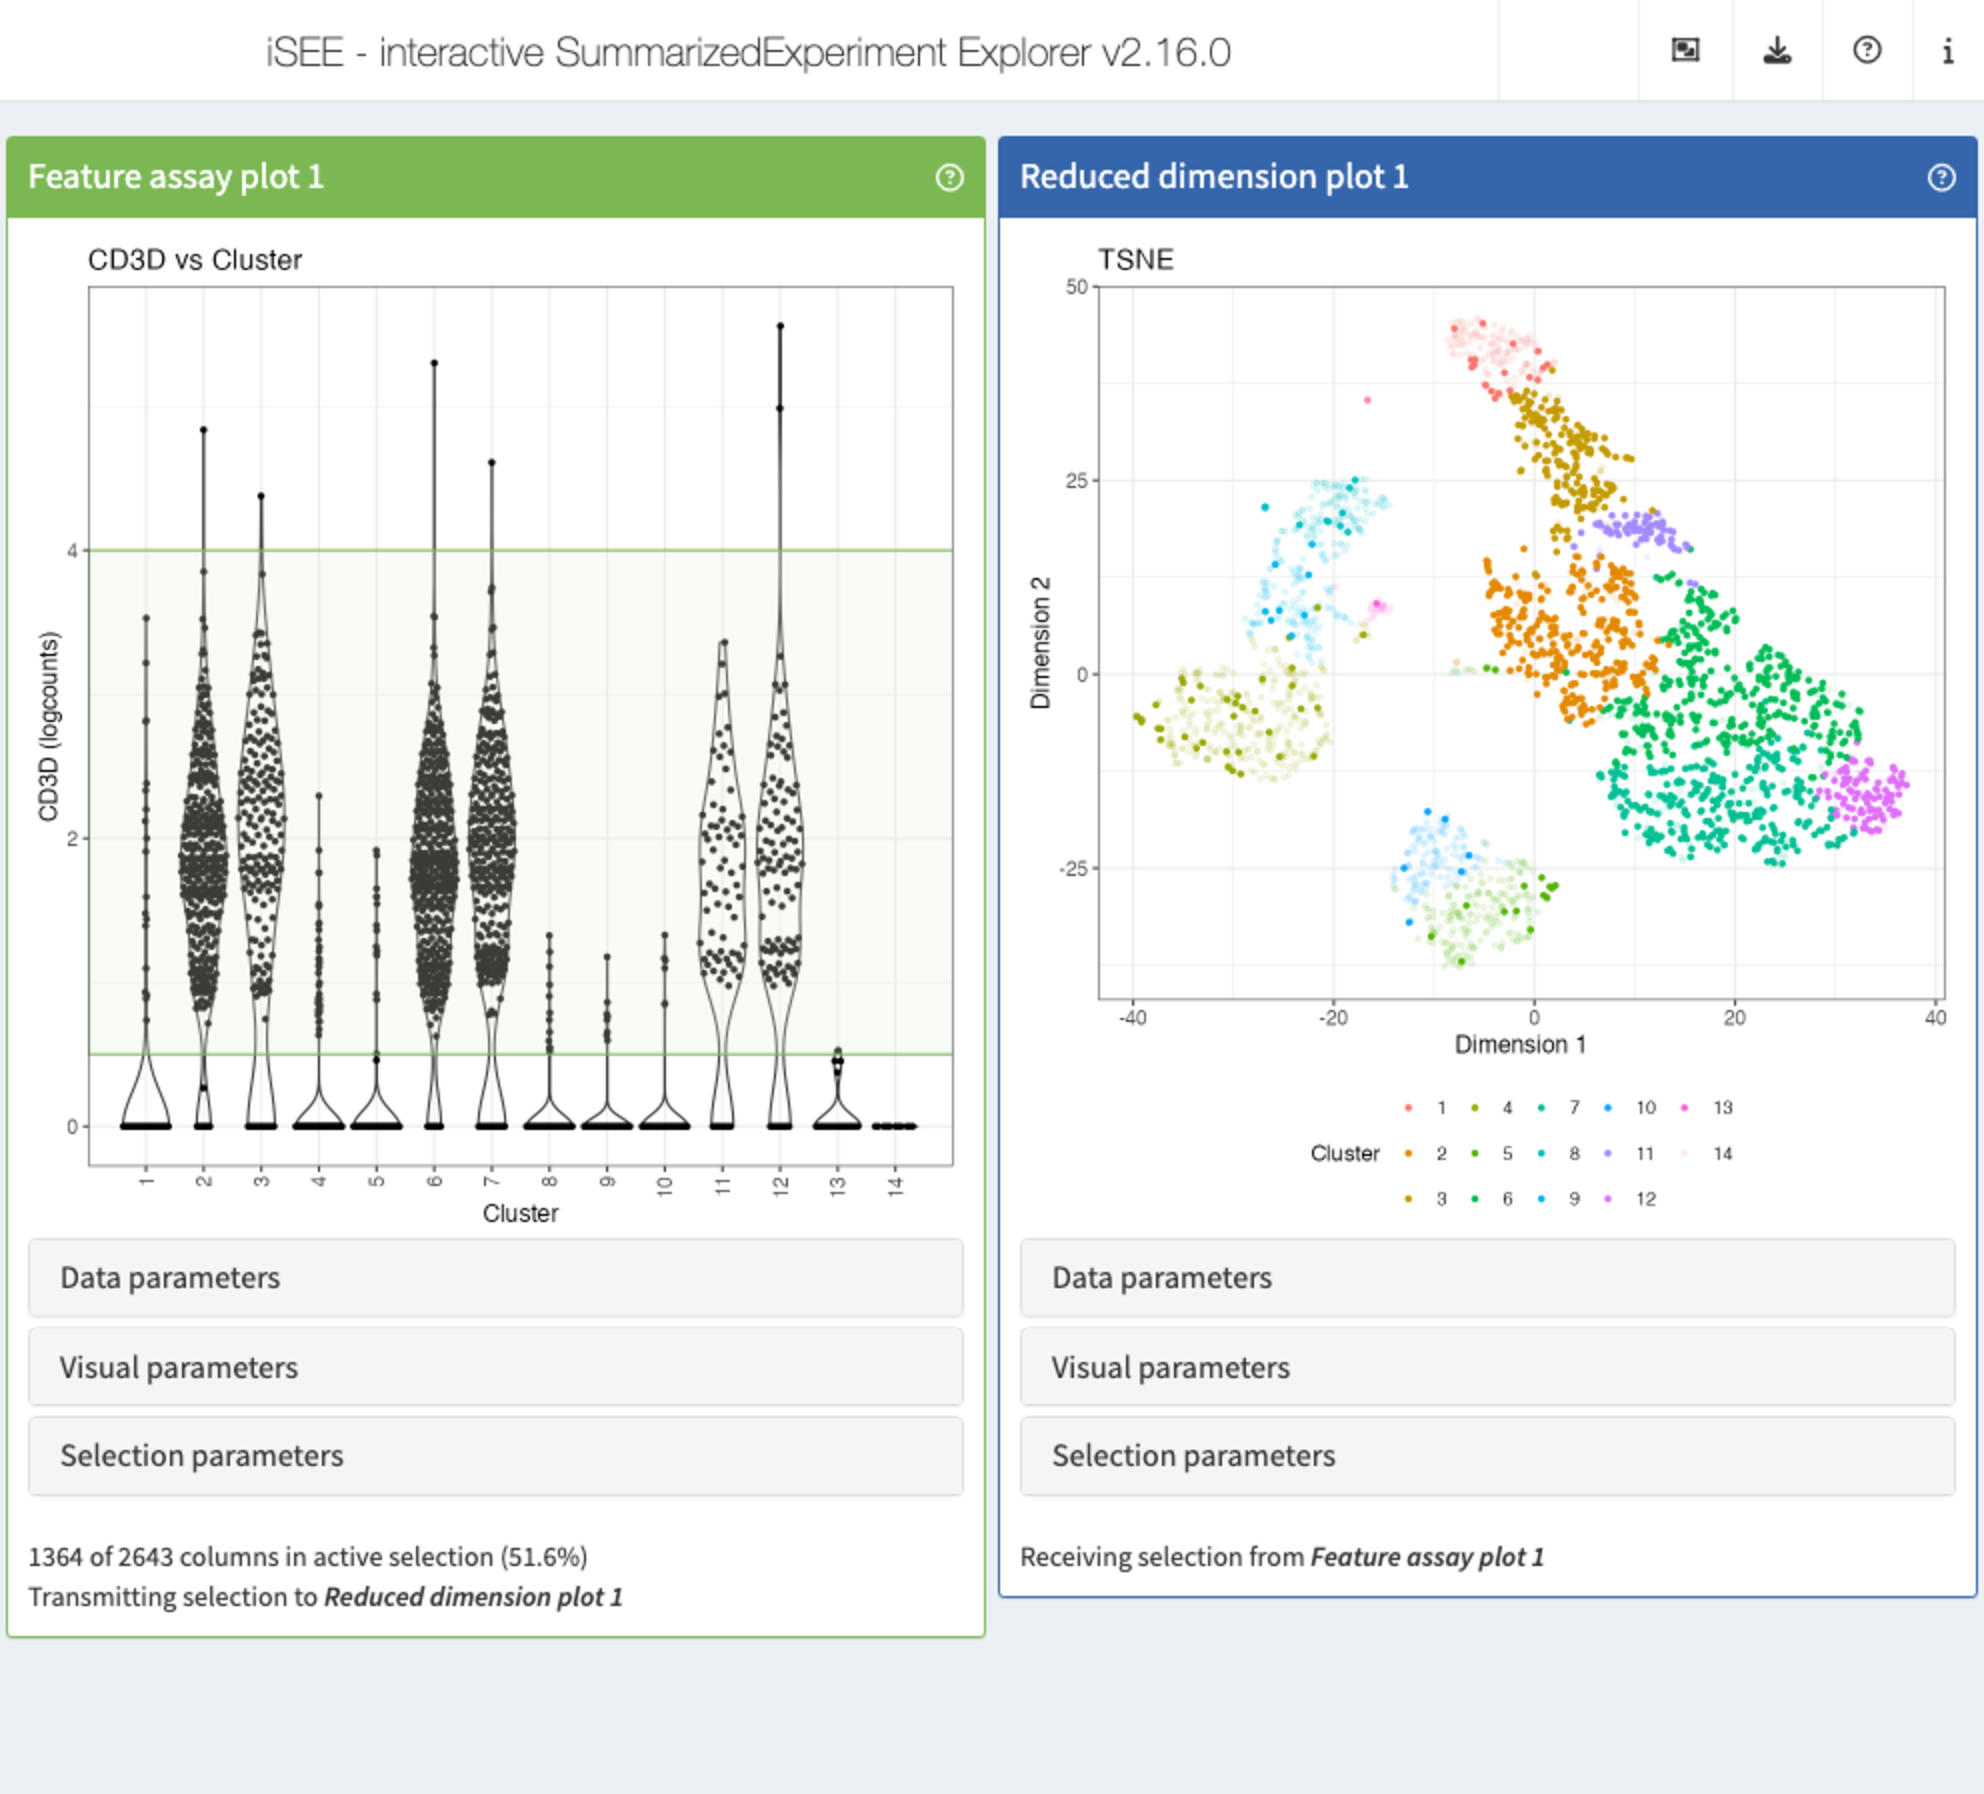 iSEE - interactive SummarizedExperiment Explorer v2.16.0
Feature assay plot 1
CD3D vs Cluster
CD3D (logcounts)
4
2
0
1 2 3 4 5 6 7 8 9 10 11 12 13 14
Cluster
Data parameters
Visual parameters
Selection parameters
1364 of 2643 columns in active selection (51.6%)
Transmitting selection to Reduced dimension plot 1
Reduced dimension plot 1
TSNE
Dimension 2
50
25
0
-25
-40 -20 0 20 40
Dimension 1
1 4 7 10 13
Cluster 2 5 8 11 14
3 6 9 12
Data parameters
Visual parameters
Selection parameters
Receiving selection from Feature assay plot 1